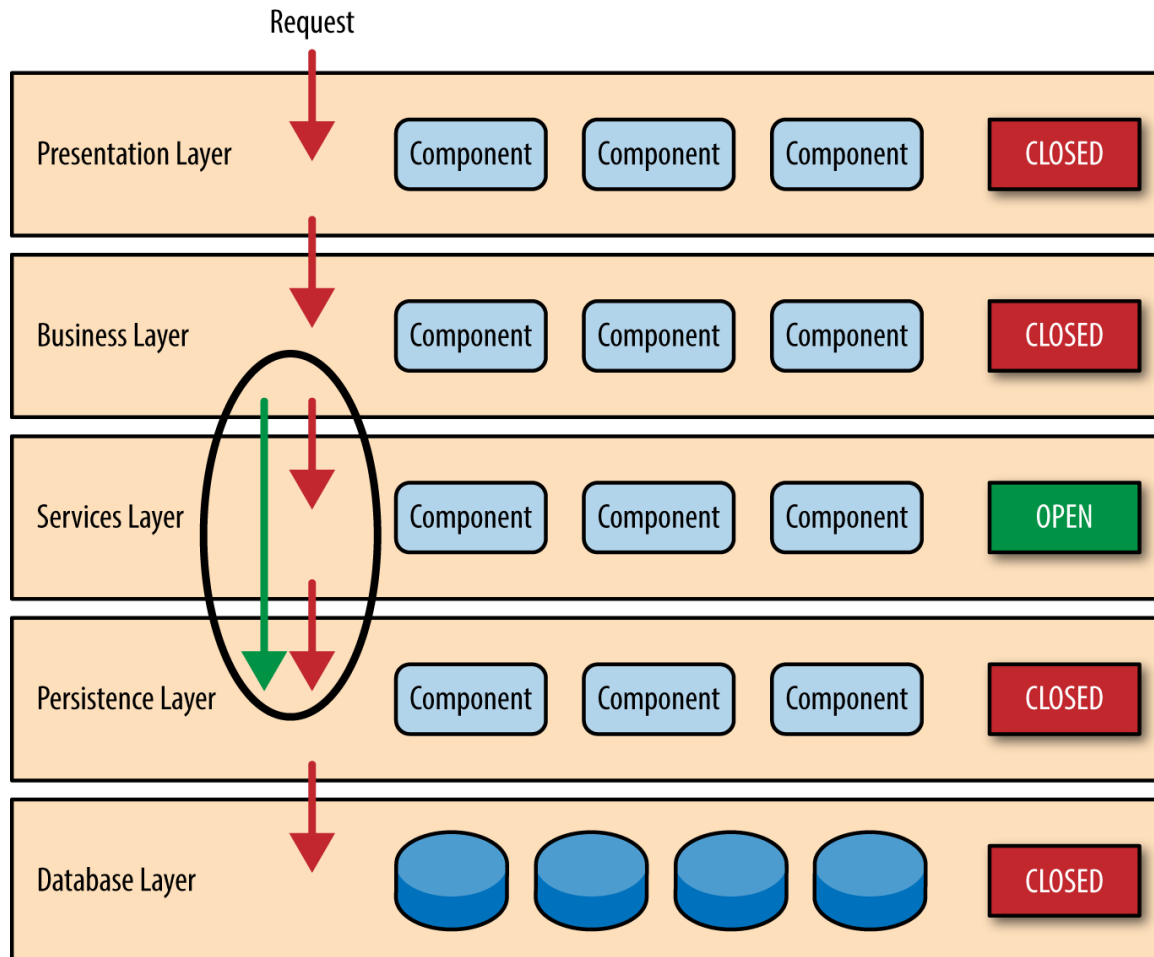 Request
Presentation Layer Component Component Component CLOSED
Business Layer Component Component Component CLOSED
Services Layer Component Component Component OPEN
Persistence Layer Component Component Component CLOSED
Database Layer CLOSED